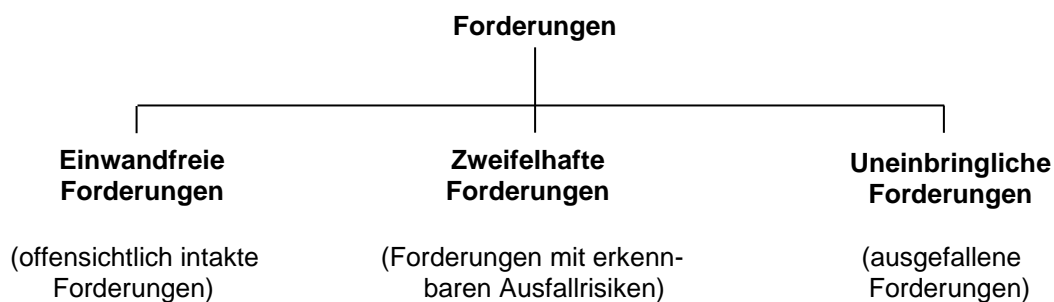 Forderungen
Einwandfreie
Forderungen
(offensichtlich intakte
Forderungen)
Zweifelhafte
Forderungen
(Forderungen mit erkenn-
baren Ausfallrisiken)
Uneinbringliche
Forderungen
(ausgefallene
Forderungen)